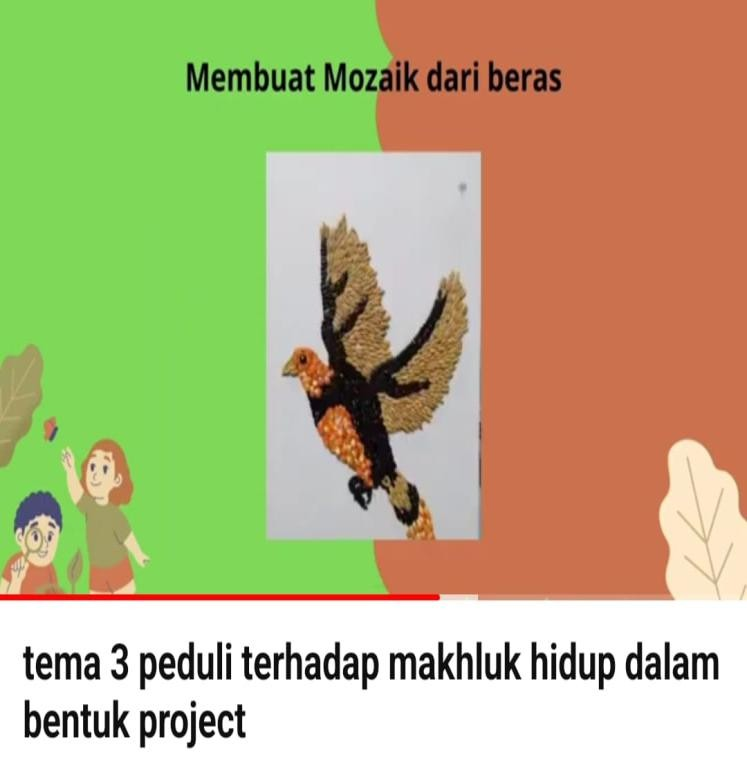 Membuat Mozaik dari beras
tema 3 peduli terhadap makhluk hidup dalam
bentuk project